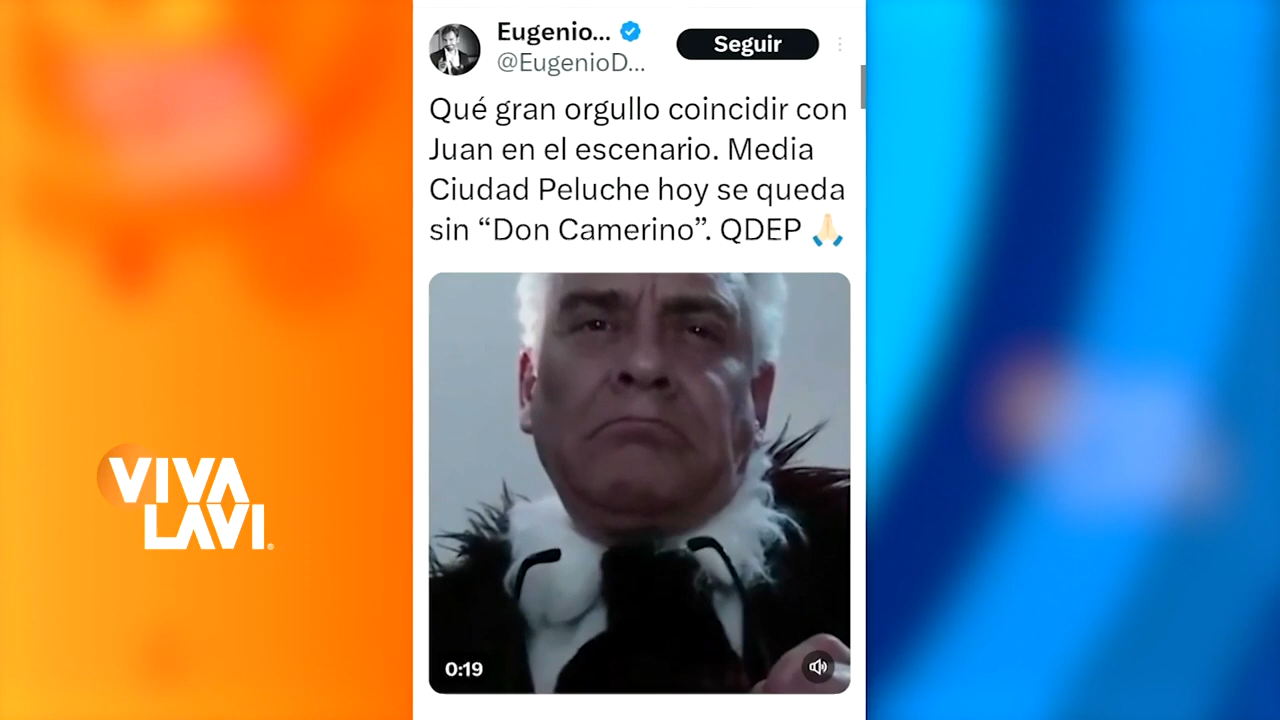 Eugenio...
Seguir
@EugenioD...
Qué gran orgullo coincidir con
Juan en el escenario. Media
Ciudad Peluche hoy se queda
sin “Don Camerino”. QDEP 🙏🏻
0:19
VIVA
LAVI®